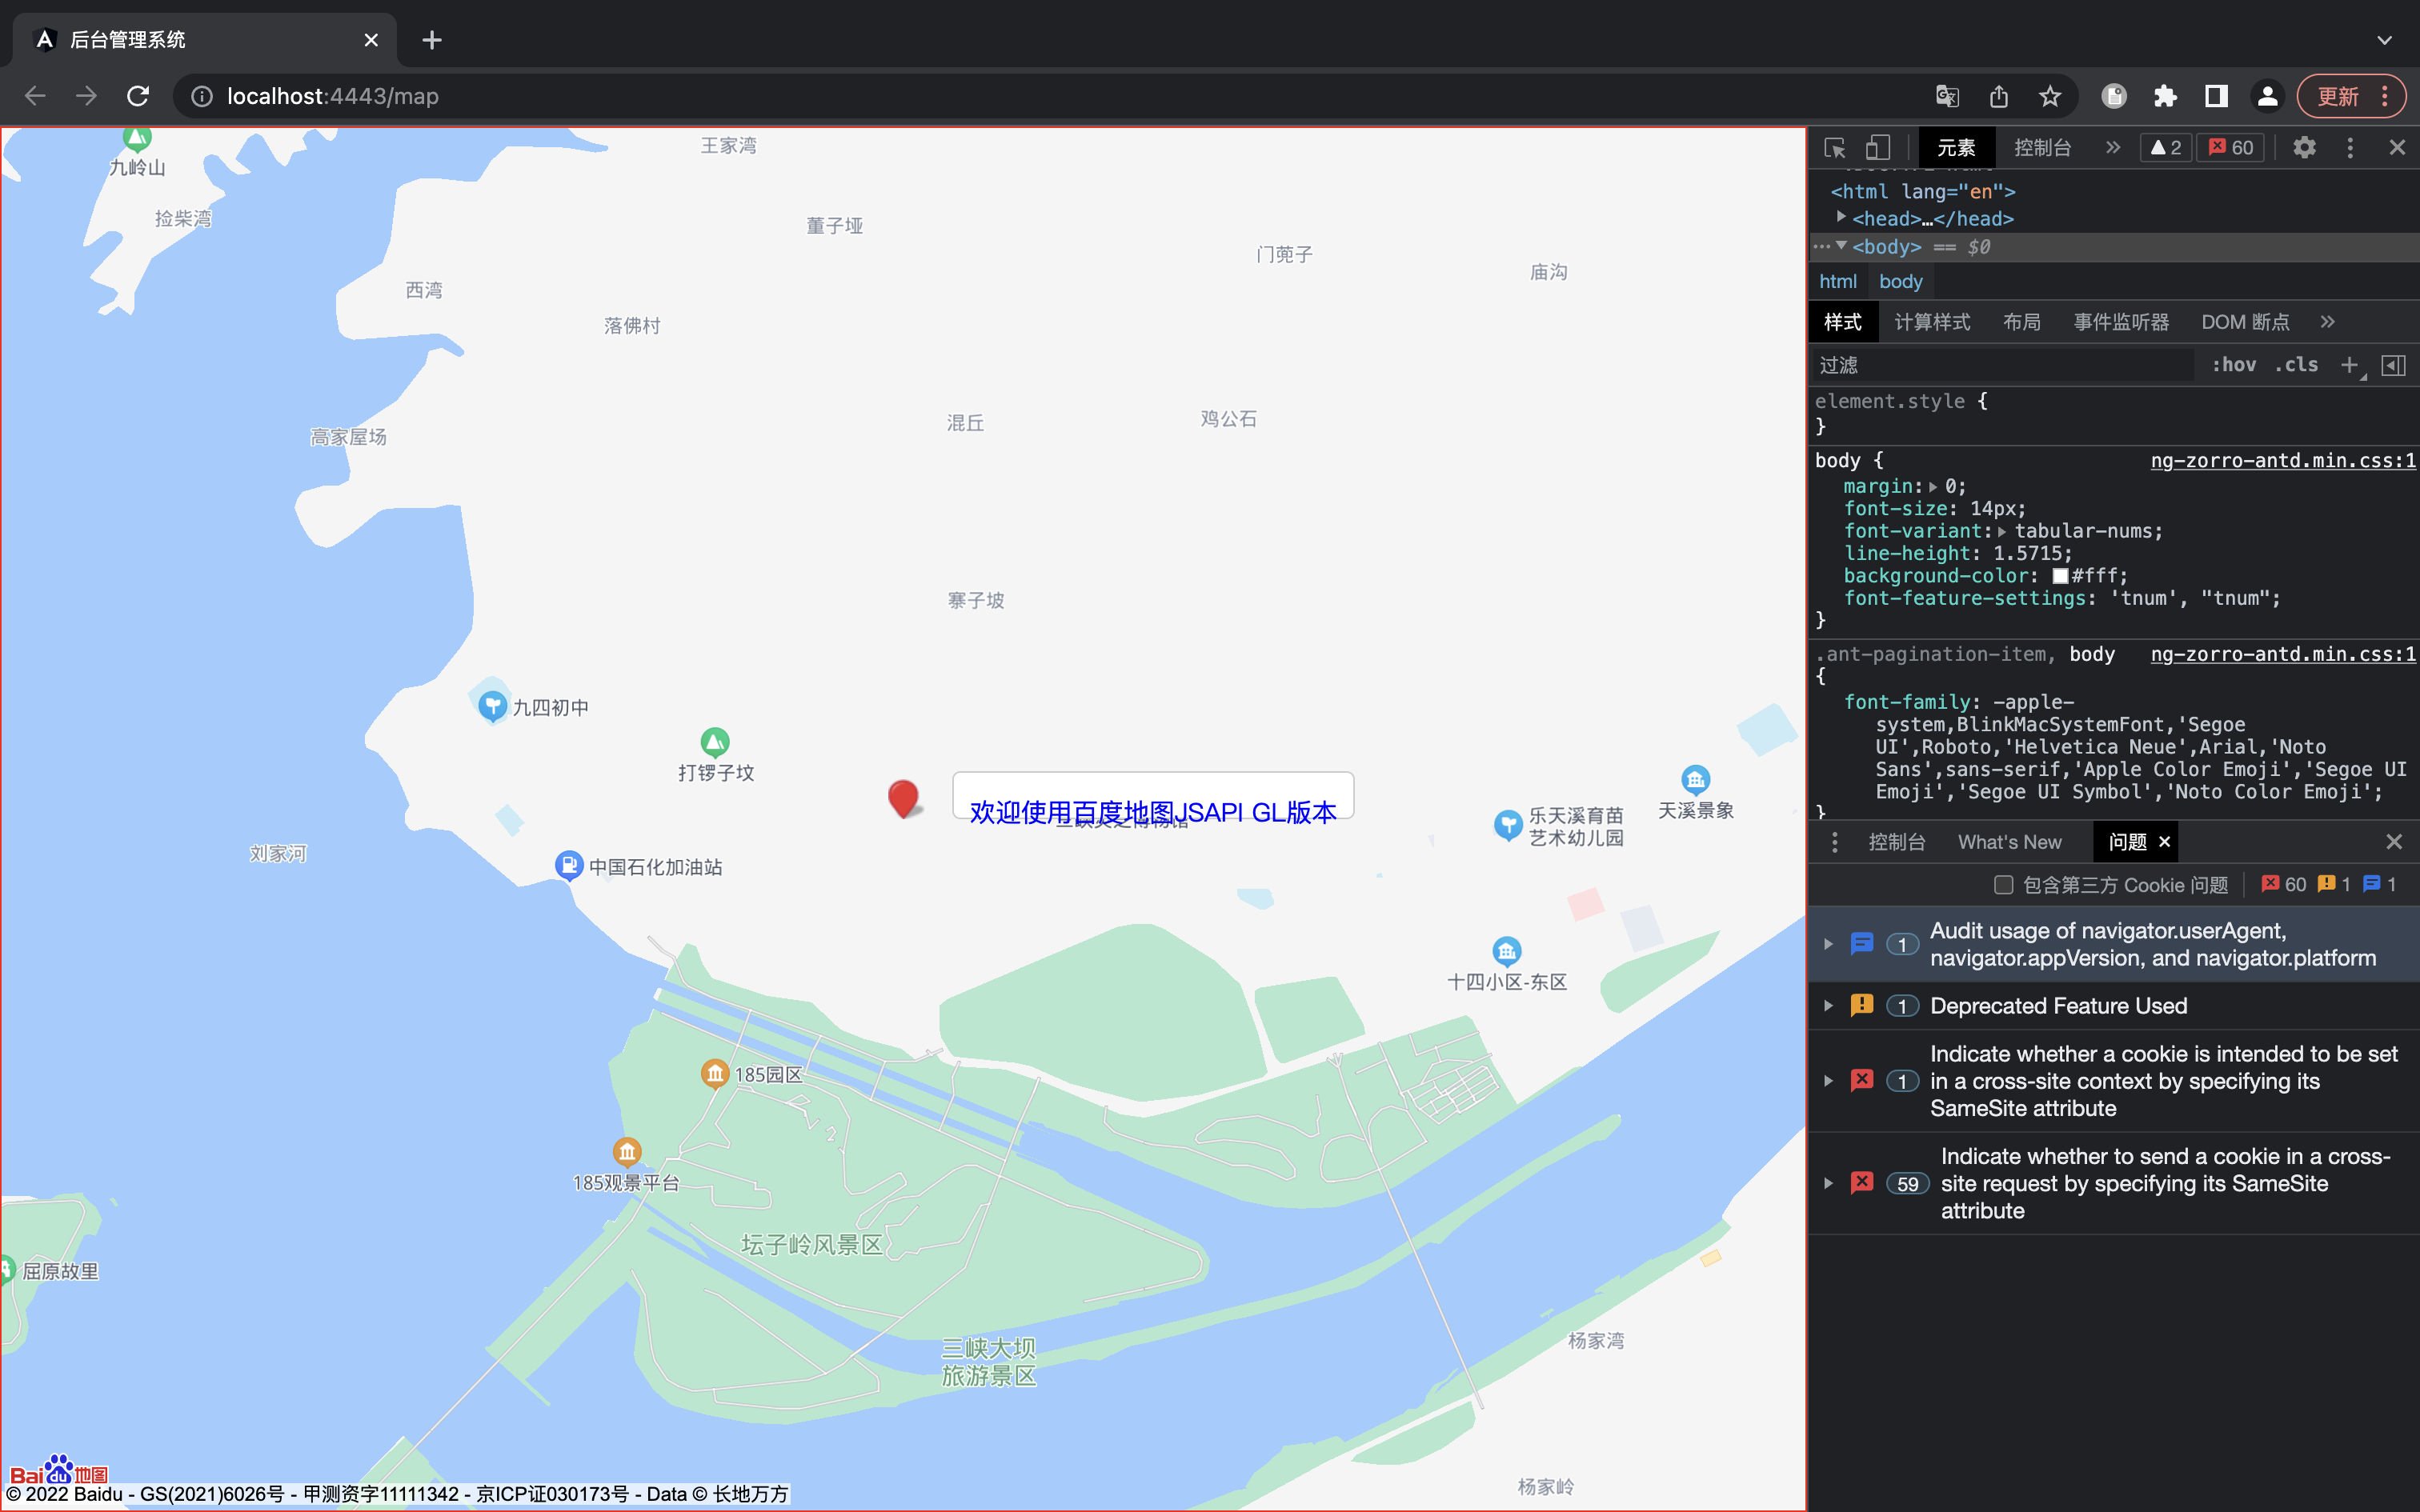 后台管理系统
localhost:4443/map
更新
九岭山
捡柴湾
王家湾
董子垭
门蔸子
庙沟
西湾
落佛村
高家屋场
混丘
鸡公石
寨子坡
九四初中
打锣子坟
欢迎使用百度地图JSAPI GL版本
天溪景象
乐天溪育苗
艺术幼儿园
刘家河
中国石化加油站
十四小区-东区
185园区
185观景平台
坛子岭风景区
屈原故里
三峡大坝
旅游景区
杨家湾
杨家岭
Bai du 地图
© 2022 Baidu - GS(2021)6026号 - 甲测资字11111342 - 京ICP证030173号 - Data © 长地万方
元素 控制台 2 60
<html lang="en">
<head>…</head>
<body> == $0
html body
样式 计算样式 布局 事件监听器 DOM 断点
过滤 :hov .cls
element.style {
}
body { ng-zorro-antd.min.css:1
margin: 0;
font-size: 14px;
font-variant: tabular-nums;
line-height: 1.5715;
background-color: #fff;
font-feature-settings: 'tnum', "tnum";
}
.ant-pagination-item, body ng-zorro-antd.min.css:1
{
font-family: -apple-
system,BlinkMacSystemFont,'Segoe
UI',Roboto,'Helvetica Neue',Arial,'Noto
Sans',sans-serif,'Apple Color Emoji','Segoe UI
Emoji','Segoe UI Symbol','Noto Color Emoji';
}
控制台 What's New 问题
包含第三方 Cookie 问题 60 1 1
1 Audit usage of navigator.userAgent,
navigator.appVersion, and navigator.platform
1 Deprecated Feature Used
Indicate whether a cookie is intended to be set
1 in a cross-site context by specifying its
SameSite attribute
Indicate whether to send a cookie in a cross-
59 site request by specifying its SameSite
attribute